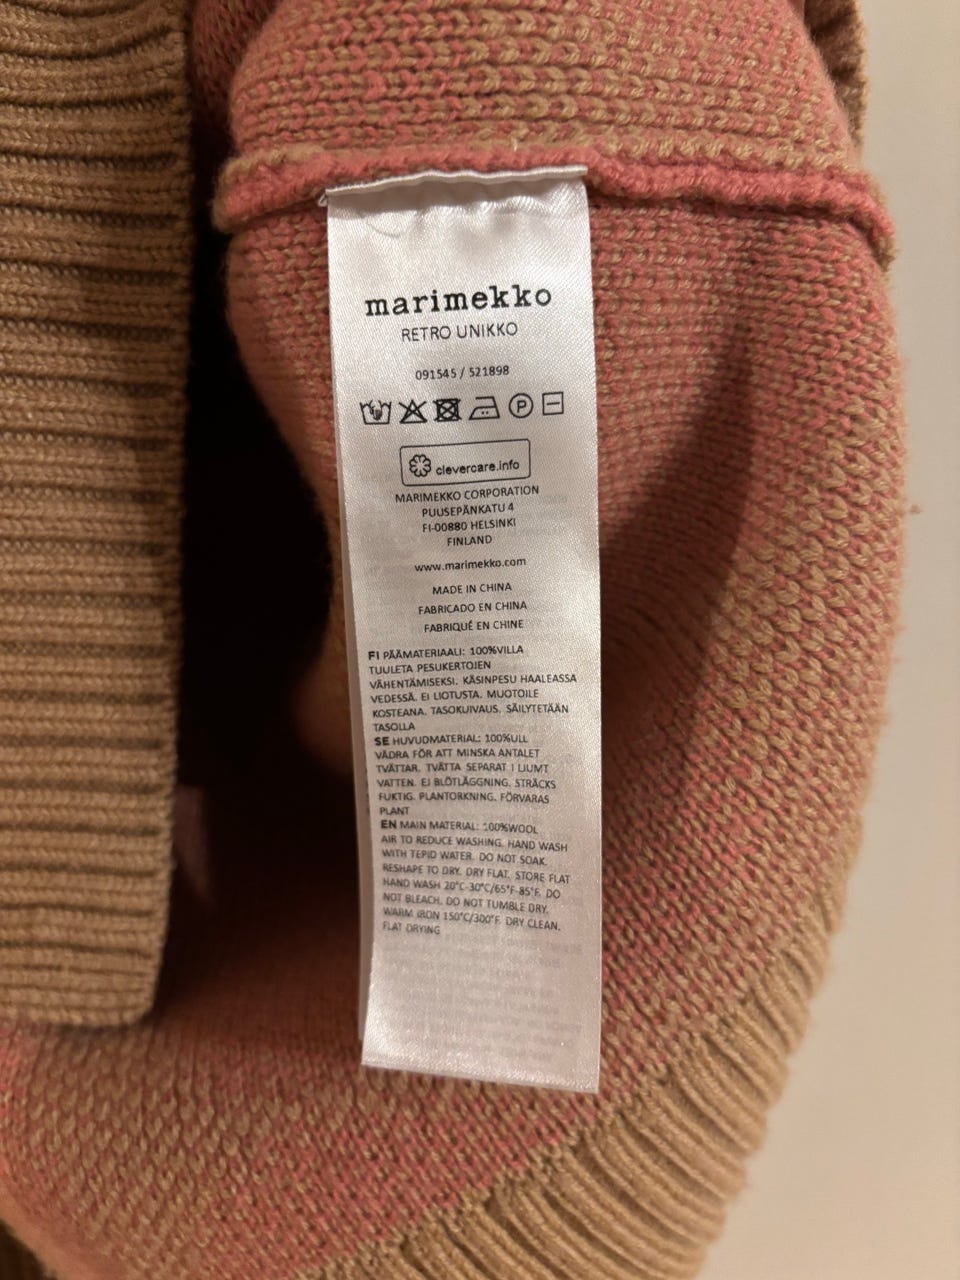 marimekko
RETRO UNIKKO
091545 / 521898
P
clevercare.info
MARIMEKKO CORPORATION
PUUSEPÄNKATU 4
FI-00880 HELSINKI
FINLAND
www.marimekko.com
MADE IN CHINA
FABRICADO EN CHINA
FABRIQUÉ EN CHINE
FI PÄÄMATERIAALI: 100%VILLA
TUULETA PESUKERTOJEN
VÄHENTÄMISEKSI. KÄSINPESU HAALEASSA
VEDESSÄ. EI LIOTUSTA. MUOTOILE
KOSTEANA. TASOKUIVAUS. SÄILYTETÄÄN
TASOLLA
SE HUVUDMATERIAL: 100%ULL
VÄDRA FÖR ATT MINSKA ANTALET
TVÄTTAR. TVÄTTA SEPARAT I LJUMT
VATTEN. EJ BLÖTLÄGGNING. STRÄCKS
FUKTIG. PLANTORKNING. FÖRVARAS
PLANT
EN MAIN MATERIAL: 100%WOOL
AIR TO REDUCE WASHING. HAND WASH
WITH TEPID WATER. DO NOT SOAK.
RESHAPE TO DRY. DRY FLAT. STORE FLAT
HAND WASH 20°C-30°C/65°F-85°F. DO
NOT BLEACH. DO NOT TUMBLE DRY.
WARM IRON 150°C/300°F. DRY CLEAN.
FLAT DRYING